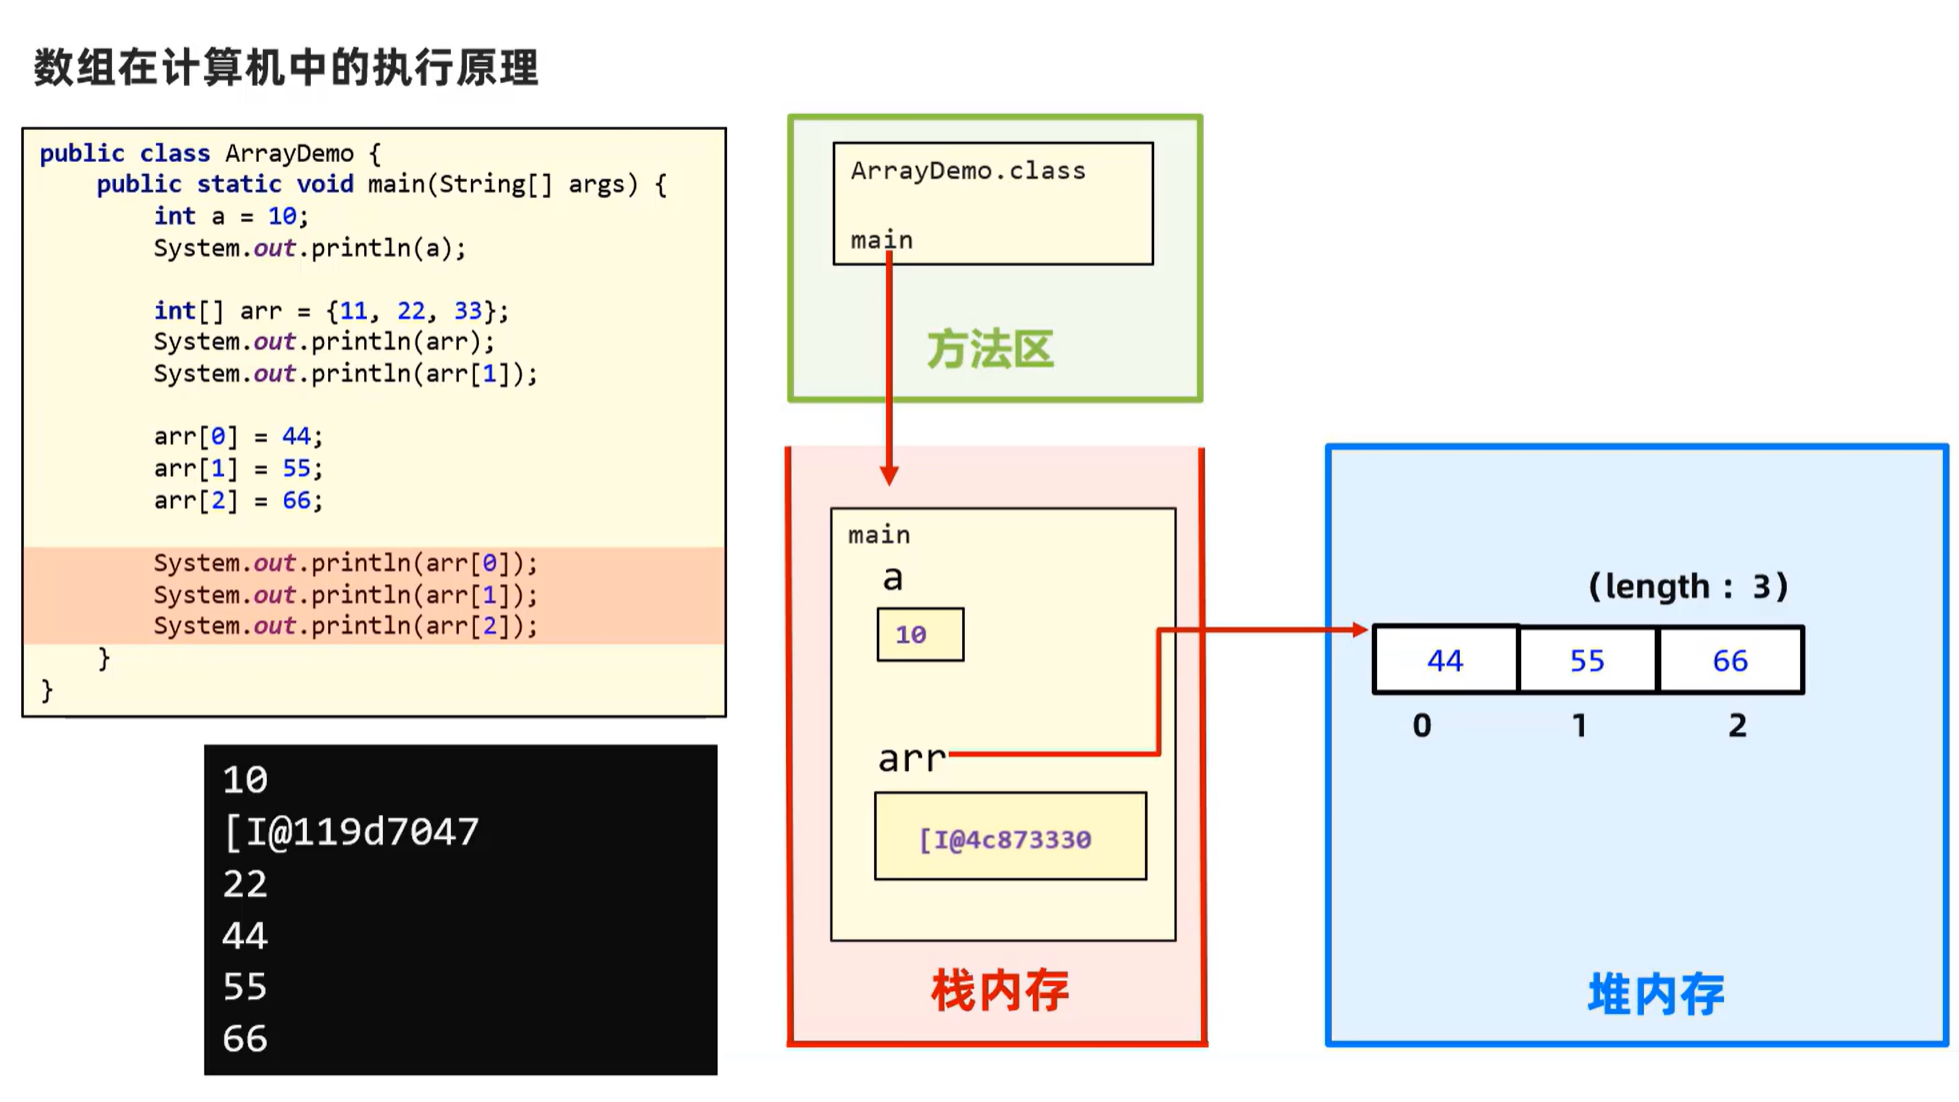 数组在计算机中的执行原理
public class ArrayDemo {
    public static void main(String[] args) {
        int a = 10;
        System.out.println(a);

        int[] arr = {11, 22, 33};
        System.out.println(arr);
        System.out.println(arr[1]);

        arr[0] = 44;
        arr[1] = 55;
        arr[2] = 66;

        System.out.println(arr[0]);
        System.out.println(arr[1]);
        System.out.println(arr[2]);
    }
}
10
[I@119d7047
22
44
55
66
ArrayDemo.class
main
方法区
main
a
10
arr
[I@4c873330
栈内存
(length : 3)
44 55 66
0 1 2
堆内存